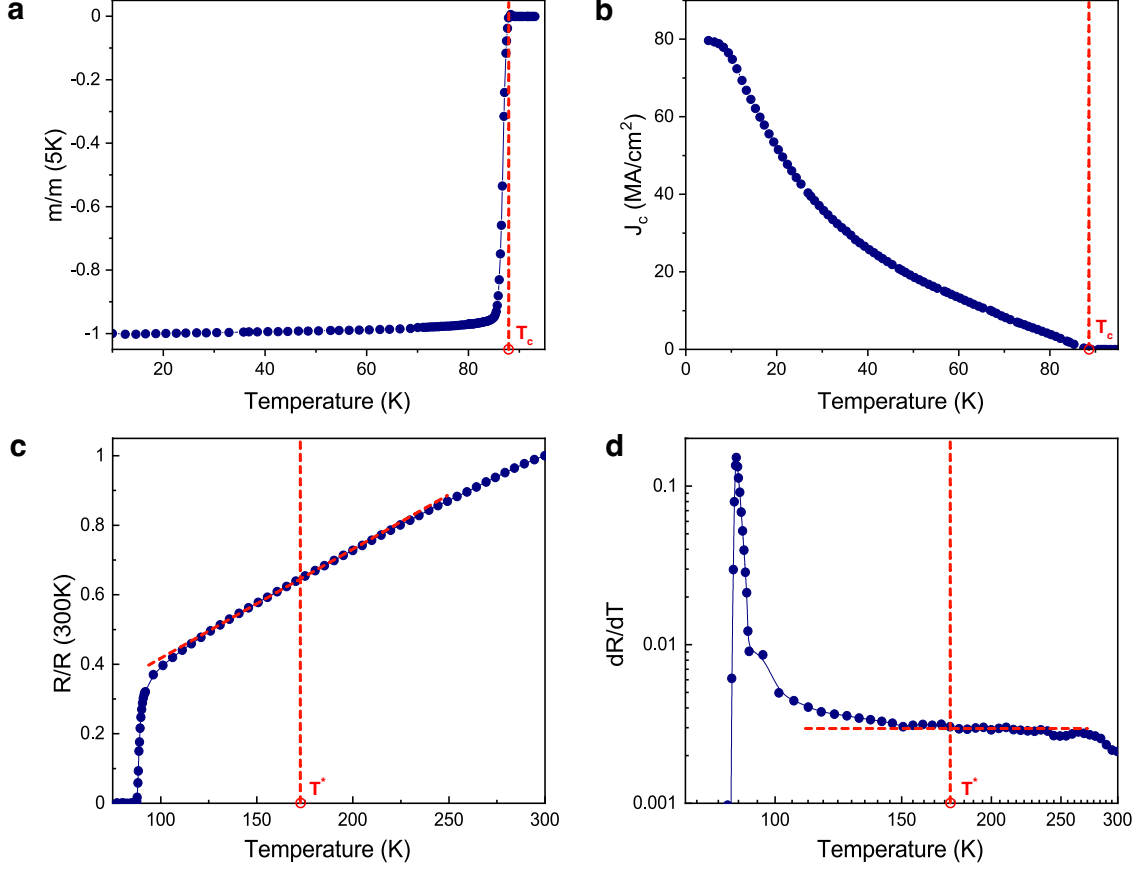 a
0
-0.2
-0.4
-0.6
-0.8
-1
m/m (5K)
T_c
20 40 60 80
Temperature (K)
b
80
60
40
20
0
J_c (MA/cm²)
T_c
0 20 40 60 80
Temperature (K)
c
1
0.8
0.6
0.4
0.2
0
R/R (300K)
T*
100 150 200 250 300
Temperature (K)
d
0.1
0.01
0.001
dR/dT
T*
100 150 200 250 300
Temperature (K)